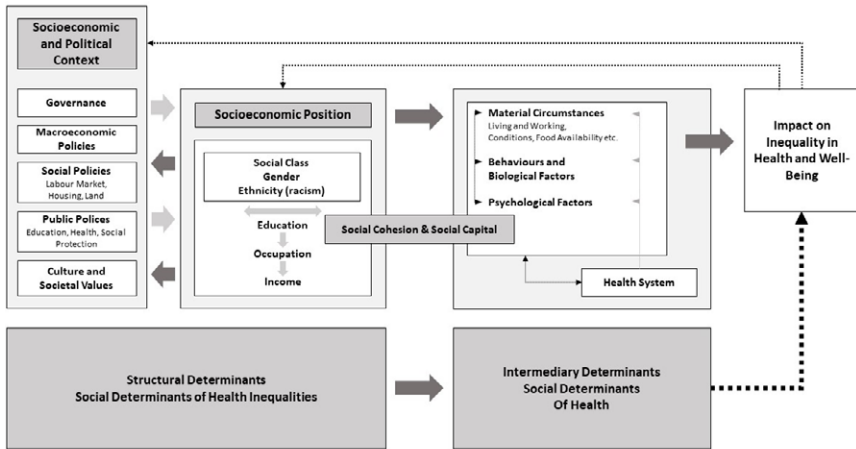 Socioeconomic
and Political
Context
Governance
Macroeconomic
Policies
Social Policies
Labour Market,
Housing, Land
Public Polices
Education, Health, Social
Protection
Culture and
Societal Values
Socioeconomic Position
Social Class
Gender
Ethnicity (racism)
Education
Occupation
Income
Social Cohesion & Social Capital
Material Circumstances
Living and Working,
Conditions, Food Availability etc.
Behaviours and
Biological Factors
Psychological Factors
Health System
Impact on
Inequality in
Health and Well-
Being
Structural Determinants
Social Determinants of Health Inequalities
Intermediary Determinants
Social Determinants
Of Health